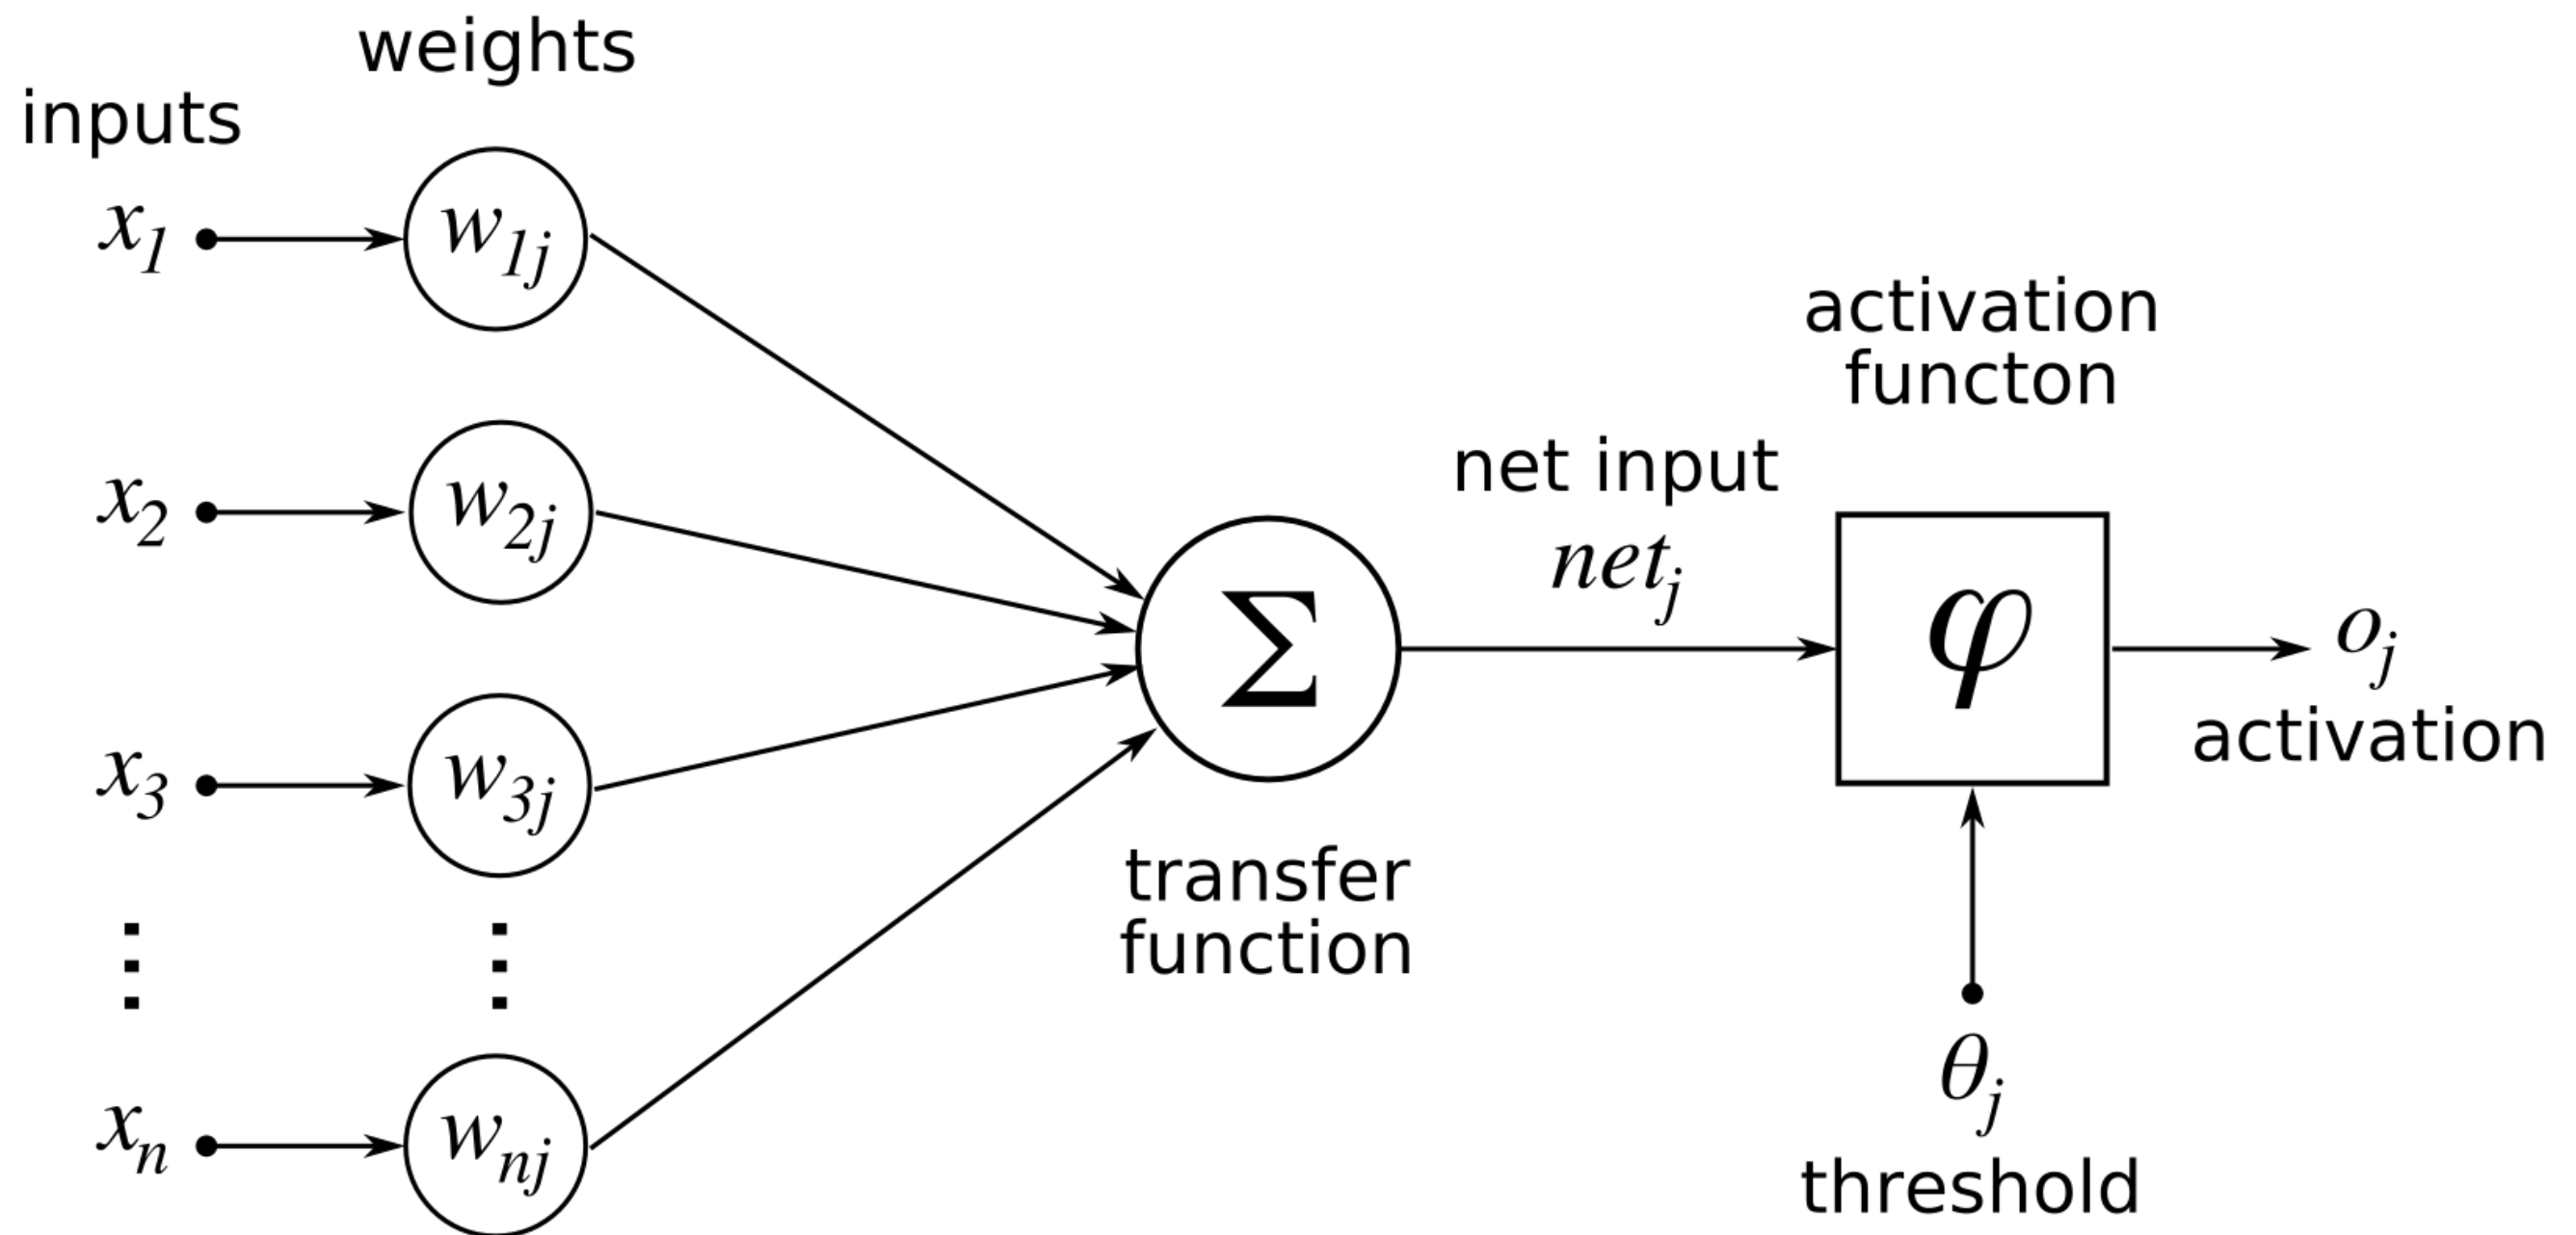 weights
inputs
x1
w1j
x2
w2j
x3
w3j
⋮ ⋮
xn
wnj
Σ
transfer
function
net input
netj
activation
functon
φ
oj
activation
θj
threshold